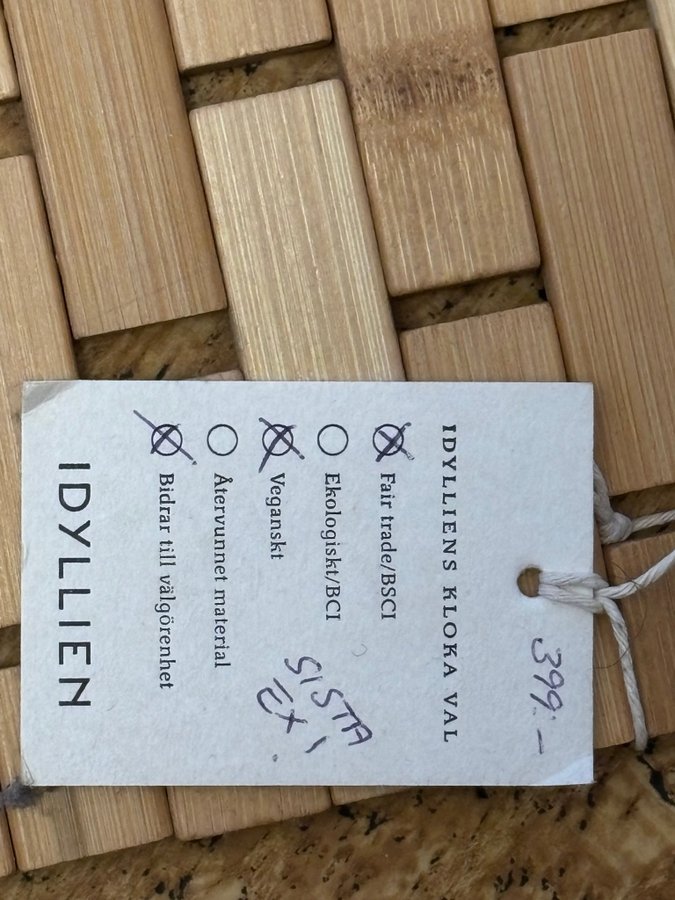 399:-
IDYLLIENS KLOKA VAL
Fair trade/BSCI
Ekologiskt/BCI
Veganskt
Återvunnet material
Bidrar till välgörenhet
SISTA
EX!
IDYLLIEN